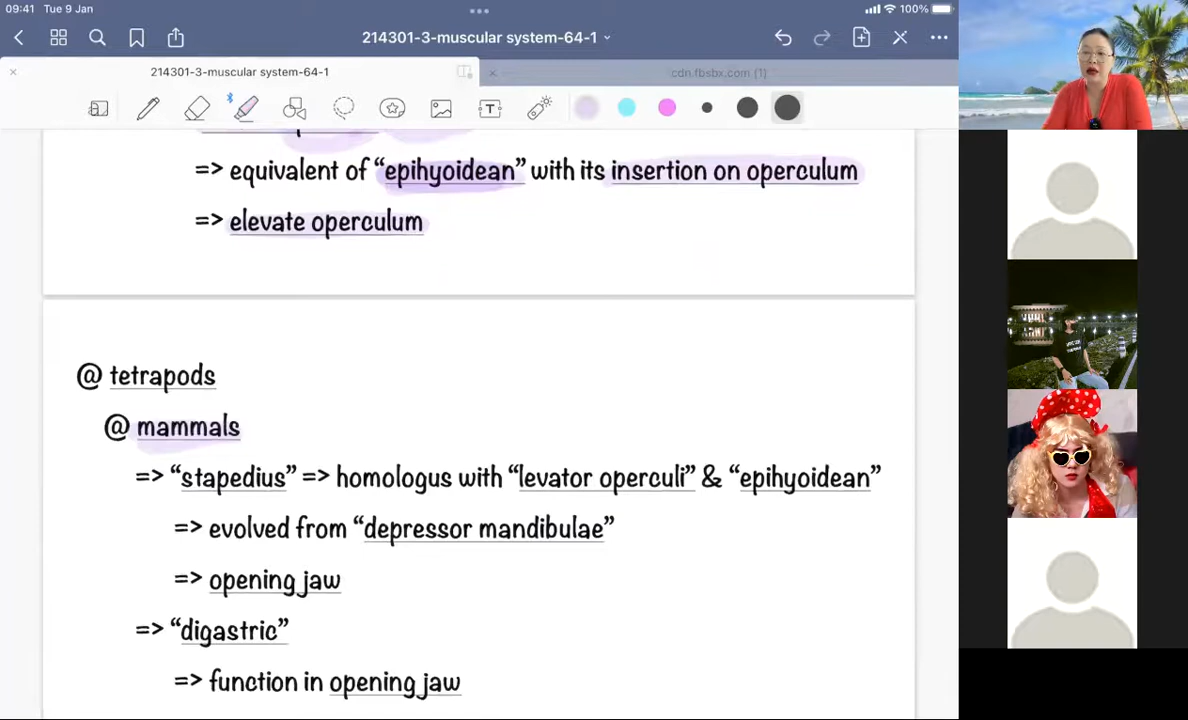 09:41 Tue 9 Jan
100%
214301-3-muscular system-64-1
214301-3-muscular system-64-1
cdn.fbsbx.com (1)
=> equivalent of “epihyoidean” with its insertion on operculum
=> elevate operculum
@ tetrapods
@ mammals
=> “stapedius” => homologus with “levator operculi” & “epihyoidean”
=> evolved from “depressor mandibulae”
=> opening jaw
=> “digastric”
=> function in opening jaw